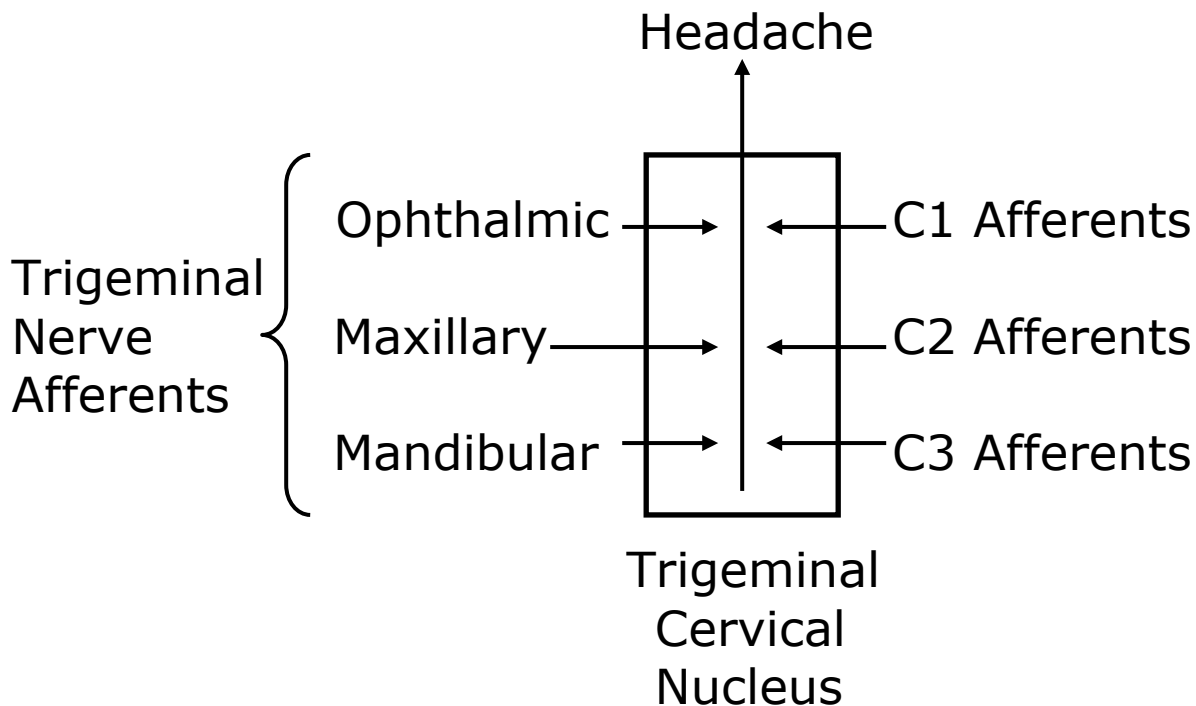 Headache
Trigeminal
Nerve
Afferents
Ophthalmic
Maxillary
Mandibular
C1 Afferents
C2 Afferents
C3 Afferents
Trigeminal
Cervical
Nucleus